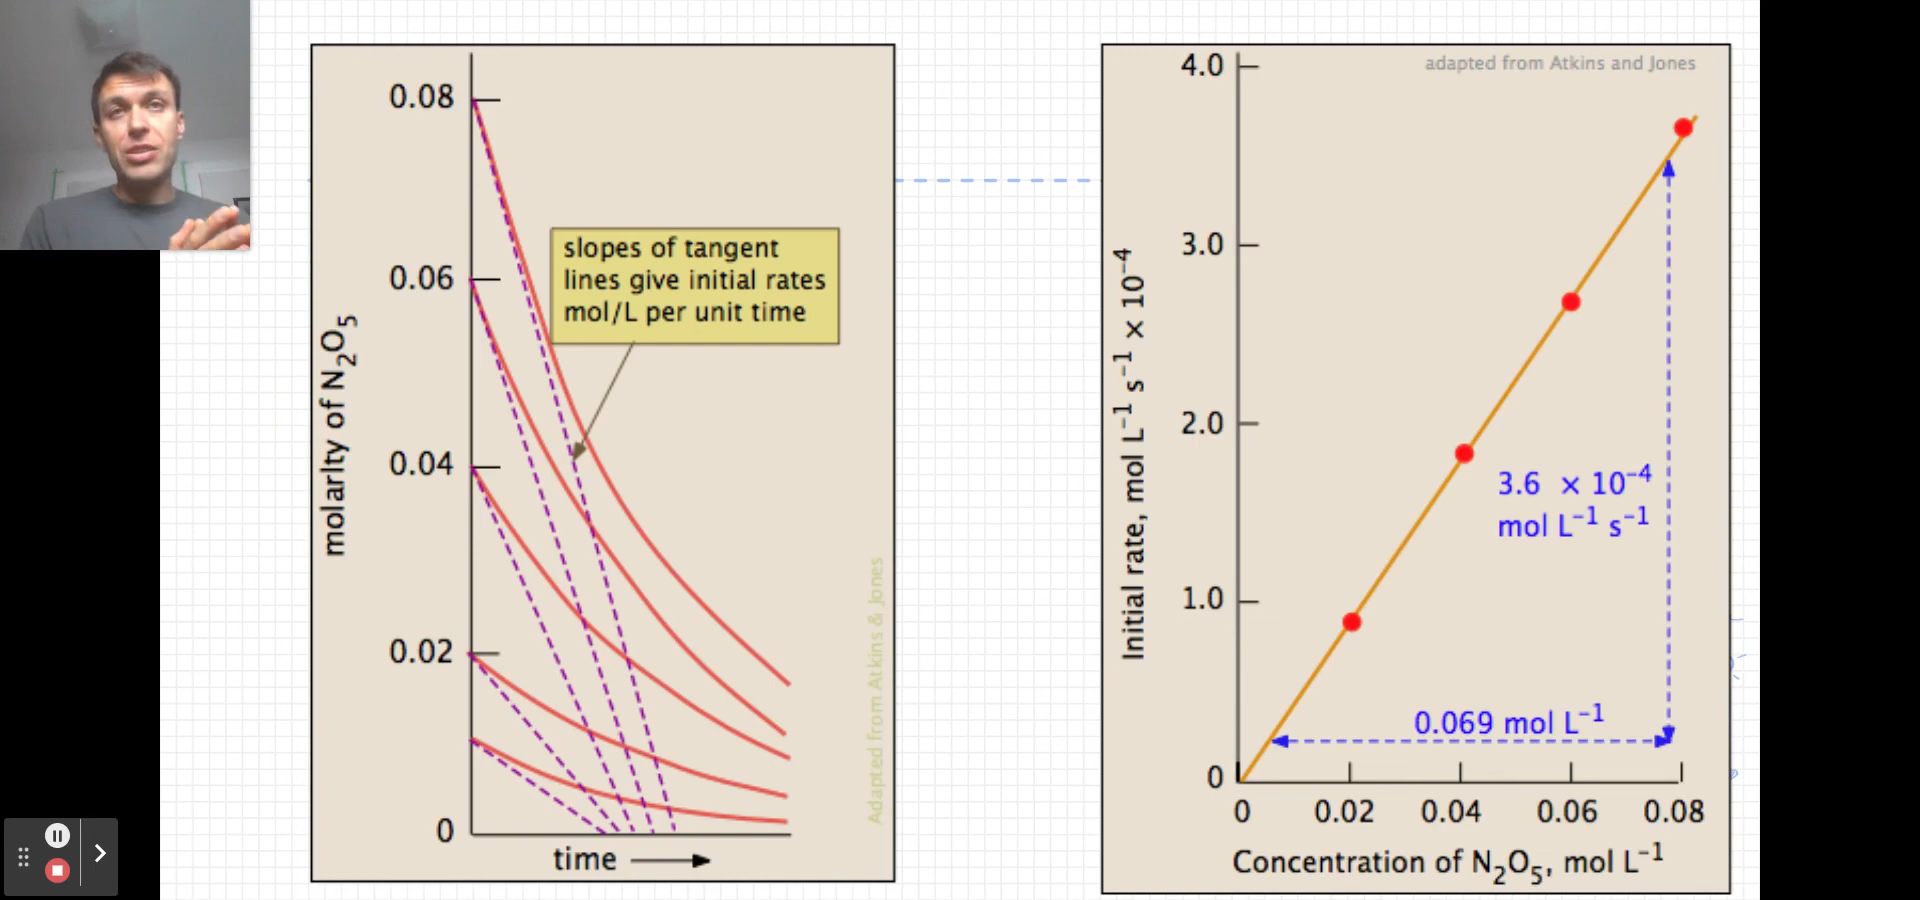 0.08
0.06
0.04
0.02
0
molarlty of N₂O₅
slopes of tangent
lines give initial rates
mol/L per unit time
time
Adapted from Atkins & Jones
adapted from Atkins and Jones
4.0
3.0
2.0
1.0
0
Initial rate, mol L⁻¹ s⁻¹ × 10⁻⁴
3.6 × 10⁻⁴
mol L⁻¹ s⁻¹
0.069 mol L⁻¹
0 0.02 0.04 0.06 0.08
Concentration of N₂O₅, mol L⁻¹